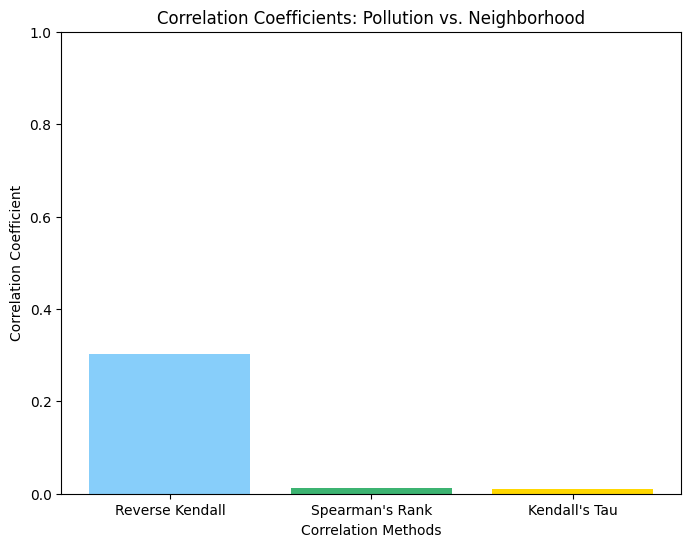 Correlation Coefficients: Pollution vs. Neighborhood
1.0
0.8
0.6
0.4
0.2
0.0
Correlation Coefficient
Reverse Kendall
Spearman's Rank
Kendall's Tau
Correlation Methods